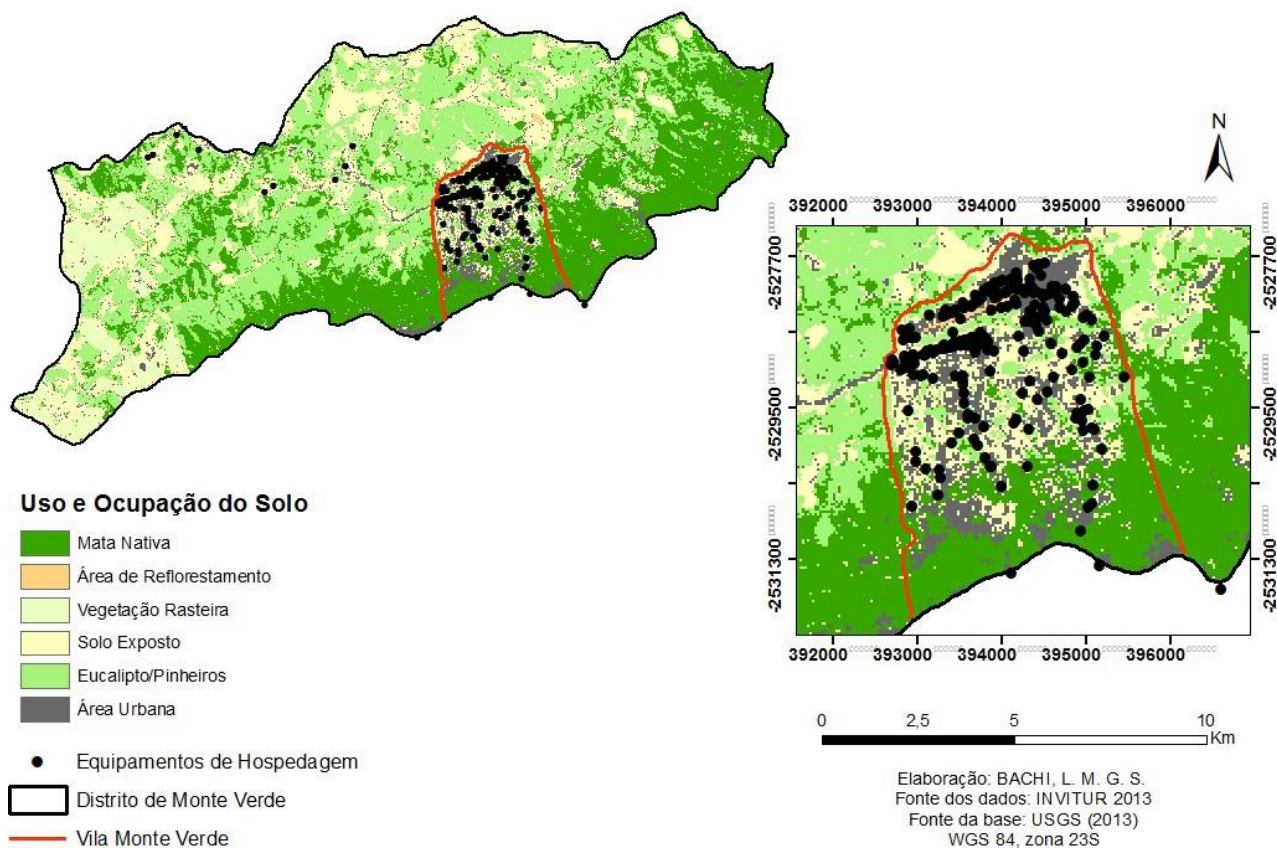 Uso e Ocupação do Solo
Mata Nativa
Área de Reflorestamento
Vegetação Rasteira
Solo Exposto
Eucalipto/Pinheiros
Área Urbana
Equipamentos de Hospedagem
Distrito de Monte Verde
Vila Monte Verde
N
392000 393000 394000 395000 396000
-2527700 -2527700
-2529500 -2529500
-2531300 -2531300
392000 393000 394000 395000 396000
0 2,5 5 10
Km
Elaboração: BACHI, L. M. G. S.
Fonte dos dados: INVITUR 2013
Fonte da base: USGS (2013)
WGS 84, zona 23S